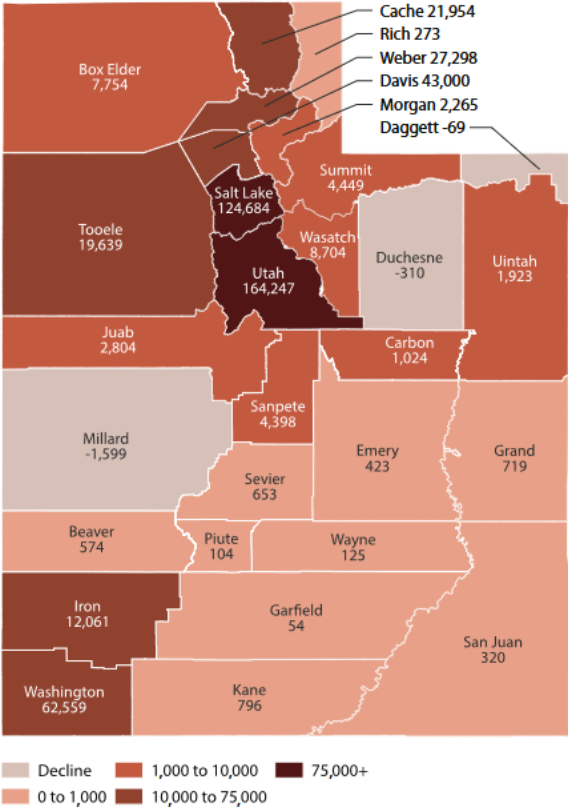 Cache 21,954
Rich 273
Weber 27,298
Davis 43,000
Morgan 2,265
Daggett -69
Box Elder
7,754
Summit
4,449
Salt Lake
124,684
Tooele
19,639
Wasatch
8,704
Duchesne
-310
Uintah
1,923
Utah
164,247
Juab
2,804
Carbon
1,024
Sanpete
4,398
Millard
-1,599
Emery
423
Grand
719
Sevier
653
Beaver
574
Piute
104
Wayne
125
Iron
12,061
Garfield
54
San Juan
320
Washington
62,559
Kane
796
Decline
1,000 to 10,000
75,000+
0 to 1,000
10,000 to 75,000